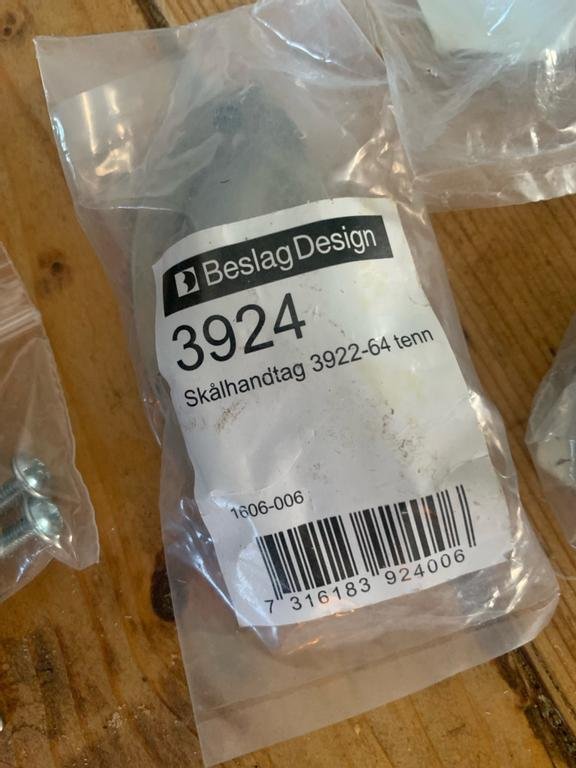 BeslagDesign
3924
Skålhandtag 3922-64 tenn
1606-006
7 316183 924006